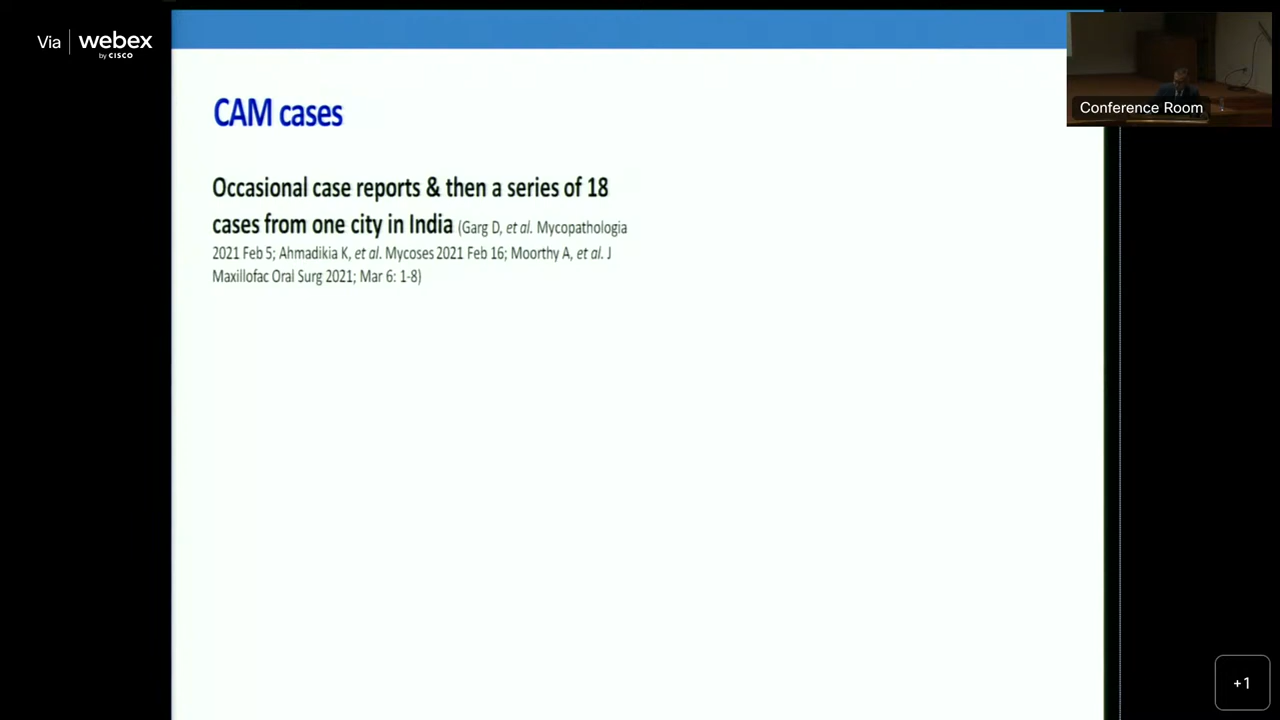 Via webex
by CISCO
Conference Room
CAM cases
Occasional case reports & then a series of 18
cases from one city in India (Garg D, et al. Mycopathologia
2021 Feb 5; Ahmadikia K, et al. Mycoses 2021 Feb 16; Moorthy A, et al. J
Maxillofac Oral Surg 2021; Mar 6: 1-8)
+1